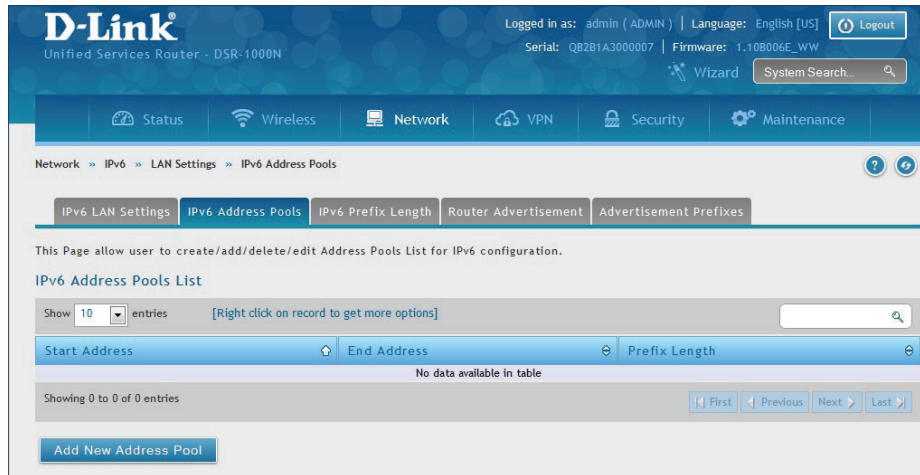 D-Link®
Logged in as: admin ( ADMIN ) | Language: English [US]
Logout
Unified Services Router - DSR-1000N
Serial: QB2B1A3000007 | Firmware: 1.10B006E_WW
Wizard
System Search...
Status
Wireless
Network
VPN
Security
Maintenance
Network » IPv6 » LAN Settings » IPv6 Address Pools
?
IPv6 LAN Settings
IPv6 Address Pools
IPv6 Prefix Length
Router Advertisement
Advertisement Prefixes
This Page allow user to create/add/delete/edit Address Pools List for IPv6 configuration.
IPv6 Address Pools List
Show 10 entries
[Right click on record to get more options]
Start Address
End Address
Prefix Length
No data available in table
Showing 0 to 0 of 0 entries
First
Previous
Next
Last
Add New Address Pool